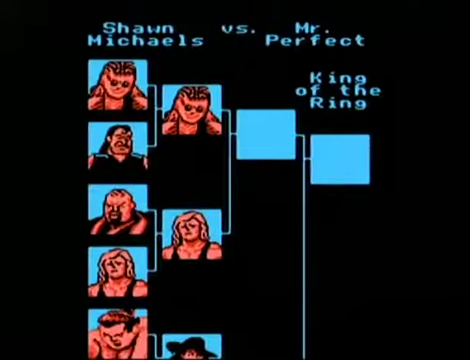 Shawn vs. Mr.
Michaels Perfect
King
of the
Ring